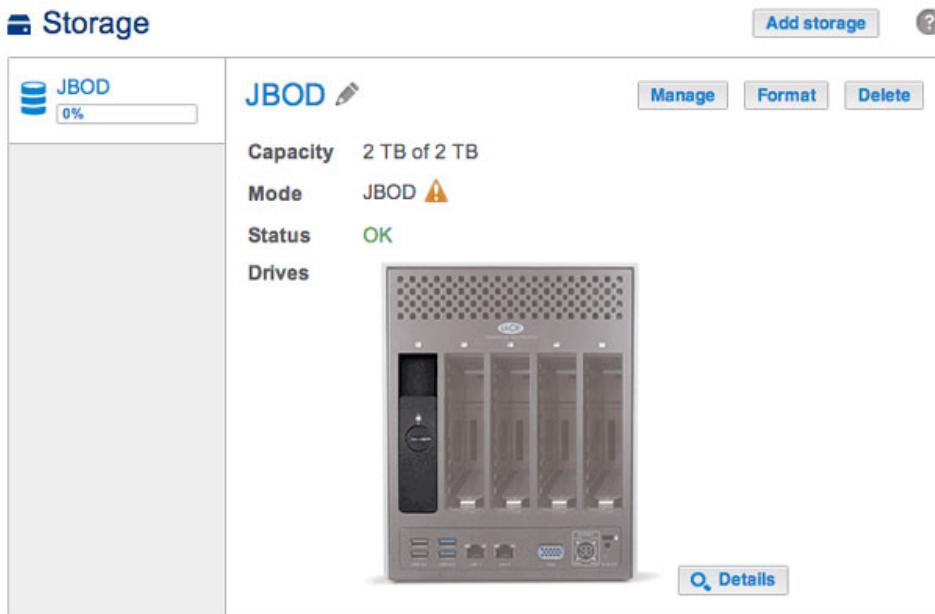 Storage
Add storage
?
JBOD
0%
JBOD
Manage
Format
Delete
Capacity 2 TB of 2 TB
Mode JBOD
Status OK
Drives
LACIE
Details